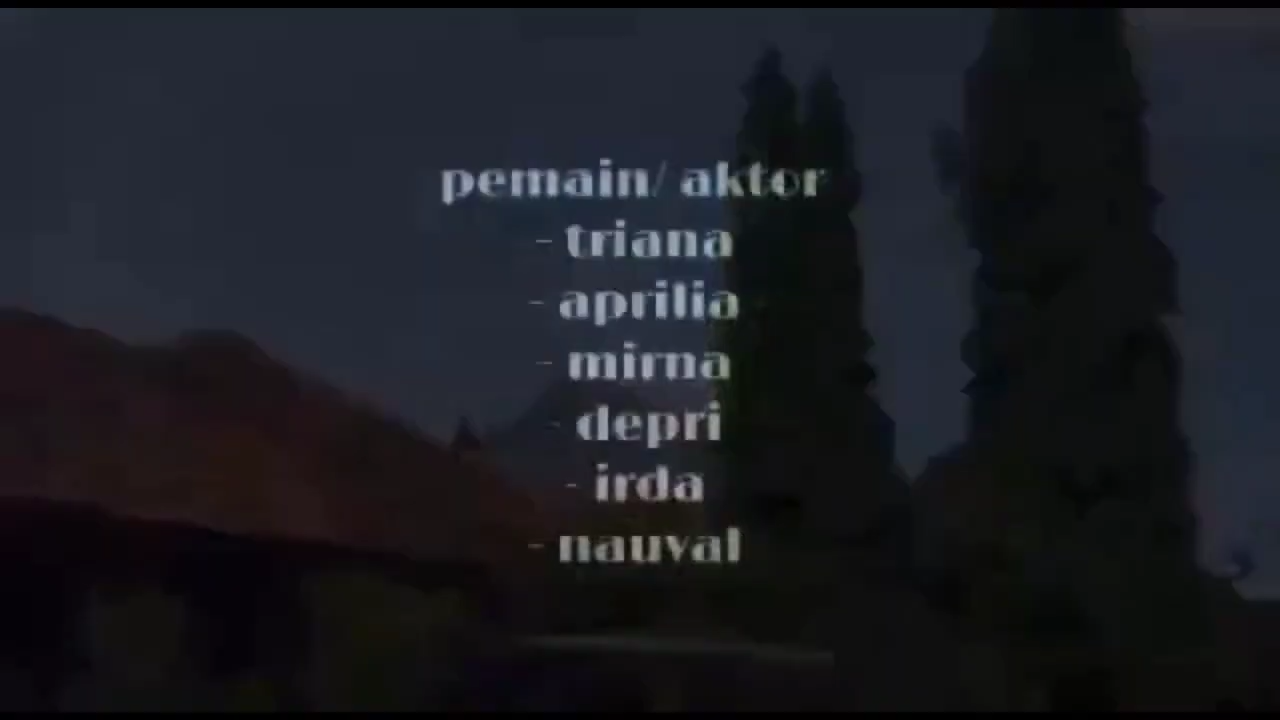 pemain/ aktor
- triana
- aprilia
- mirna
- depri
- irda
- nauval